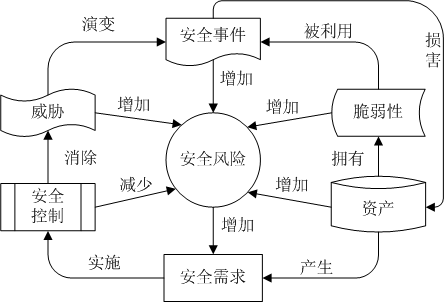 演变
安全事件
被利用
损
害
增加
威胁
增加
增加
脆弱性
消除
安全风险
拥有
安全
控制
减少
增加
资产
增加
实施
安全需求
产生